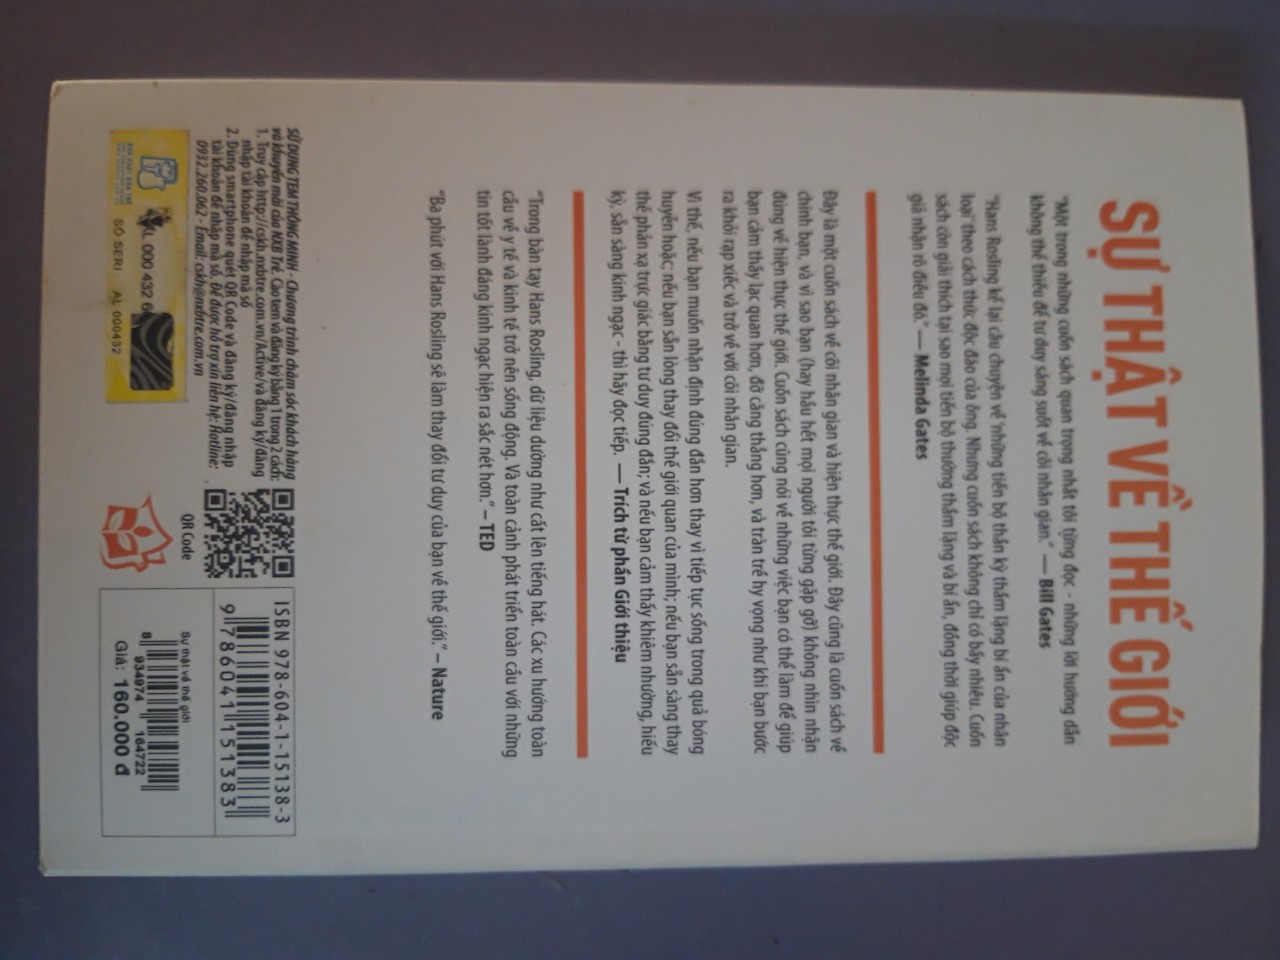 SỰ THẬT VỀ THẾ GIỚI
“Một trong những cuốn sách quan trọng nhất tôi từng đọc - những lời hướng dẫn
không thể thiếu để tư duy sáng suốt về cõi nhân gian.” — Bill Gates
“Hans Rosling kể lại câu chuyện về ‘những tiến bộ thần kỳ thầm lặng bí ẩn của nhân
loại’ theo cách thức độc đáo của ông. Nhưng cuốn sách không chỉ có bấy nhiêu. Cuốn
sách còn giải thích tại sao mọi tiến bộ thường thầm lặng và bí ẩn, đồng thời giúp độc
giả nhận rõ điều đó.” — Melinda Gates
Đây là một cuốn sách về cõi nhân gian và hiện thực thế giới. Đây cũng là cuốn sách về
chính bạn, và vì sao bạn (hay hầu hết mọi người tôi từng gặp gỡ) không nhìn nhận
đúng về hiện thực thế giới. Cuốn sách cũng nói về những việc bạn có thể làm để giúp
bạn cảm thấy lạc quan hơn, đỡ căng thẳng hơn, và tràn trề hy vọng như khi bạn bước
ra khỏi rạp xiếc và trở về với cõi nhân gian.
Vì thế, nếu bạn muốn nhận định đúng đắn hơn thay vì tiếp tục sống trong quả bóng
huyễn hoặc; nếu bạn sẵn lòng thay đổi thế giới quan của mình; nếu bạn sẵn sàng thay
thế phản xạ trực giác bằng tư duy đúng đắn; và nếu bạn cảm thấy khiêm nhường, hiếu
kỳ, sẵn sàng kinh ngạc - thì hãy đọc tiếp. — Trích từ phần Giới thiệu
“Trong bàn tay Hans Rosling, dữ liệu dường như cất lên tiếng hát. Các xu hướng toàn
cầu về y tế và kinh tế trở nên sống động. Và toàn cảnh phát triển toàn cầu với những
tin tốt lành đáng kinh ngạc hiện ra sắc nét hơn.” – TED
“Ba phút với Hans Rosling sẽ làm thay đổi tư duy của bạn về thế giới.” – Nature
SỬ DỤNG TEM THÔNG MINH - Chương trình chăm sóc khách hàng
và khuyến mãi của NXB Trẻ. Cào tem và đăng ký bằng 1 trong 2 cách:
1. Truy cập http://cskh.nxbtre.com.vn/Active/và đăng ký/đăng
nhập tài khoản để nhập mã số
2. Dùng smartphone quét QR Code và đăng ký/đăng nhập
tài khoản để nhập mã số. Để được hỗ trợ xin liên hệ: Hotline:
0932.260.062 - Email: cskh@nxbtre.com.vn
QR Code
NHÀ XUẤT BẢN TRẺ
AL 000 432 6
SỐ SERI AL 000432
ISBN 978-604-1-15138-3
9 786041 151383
Sự thật về thế giới
8 934974 164722
Giá: 160.000 đ